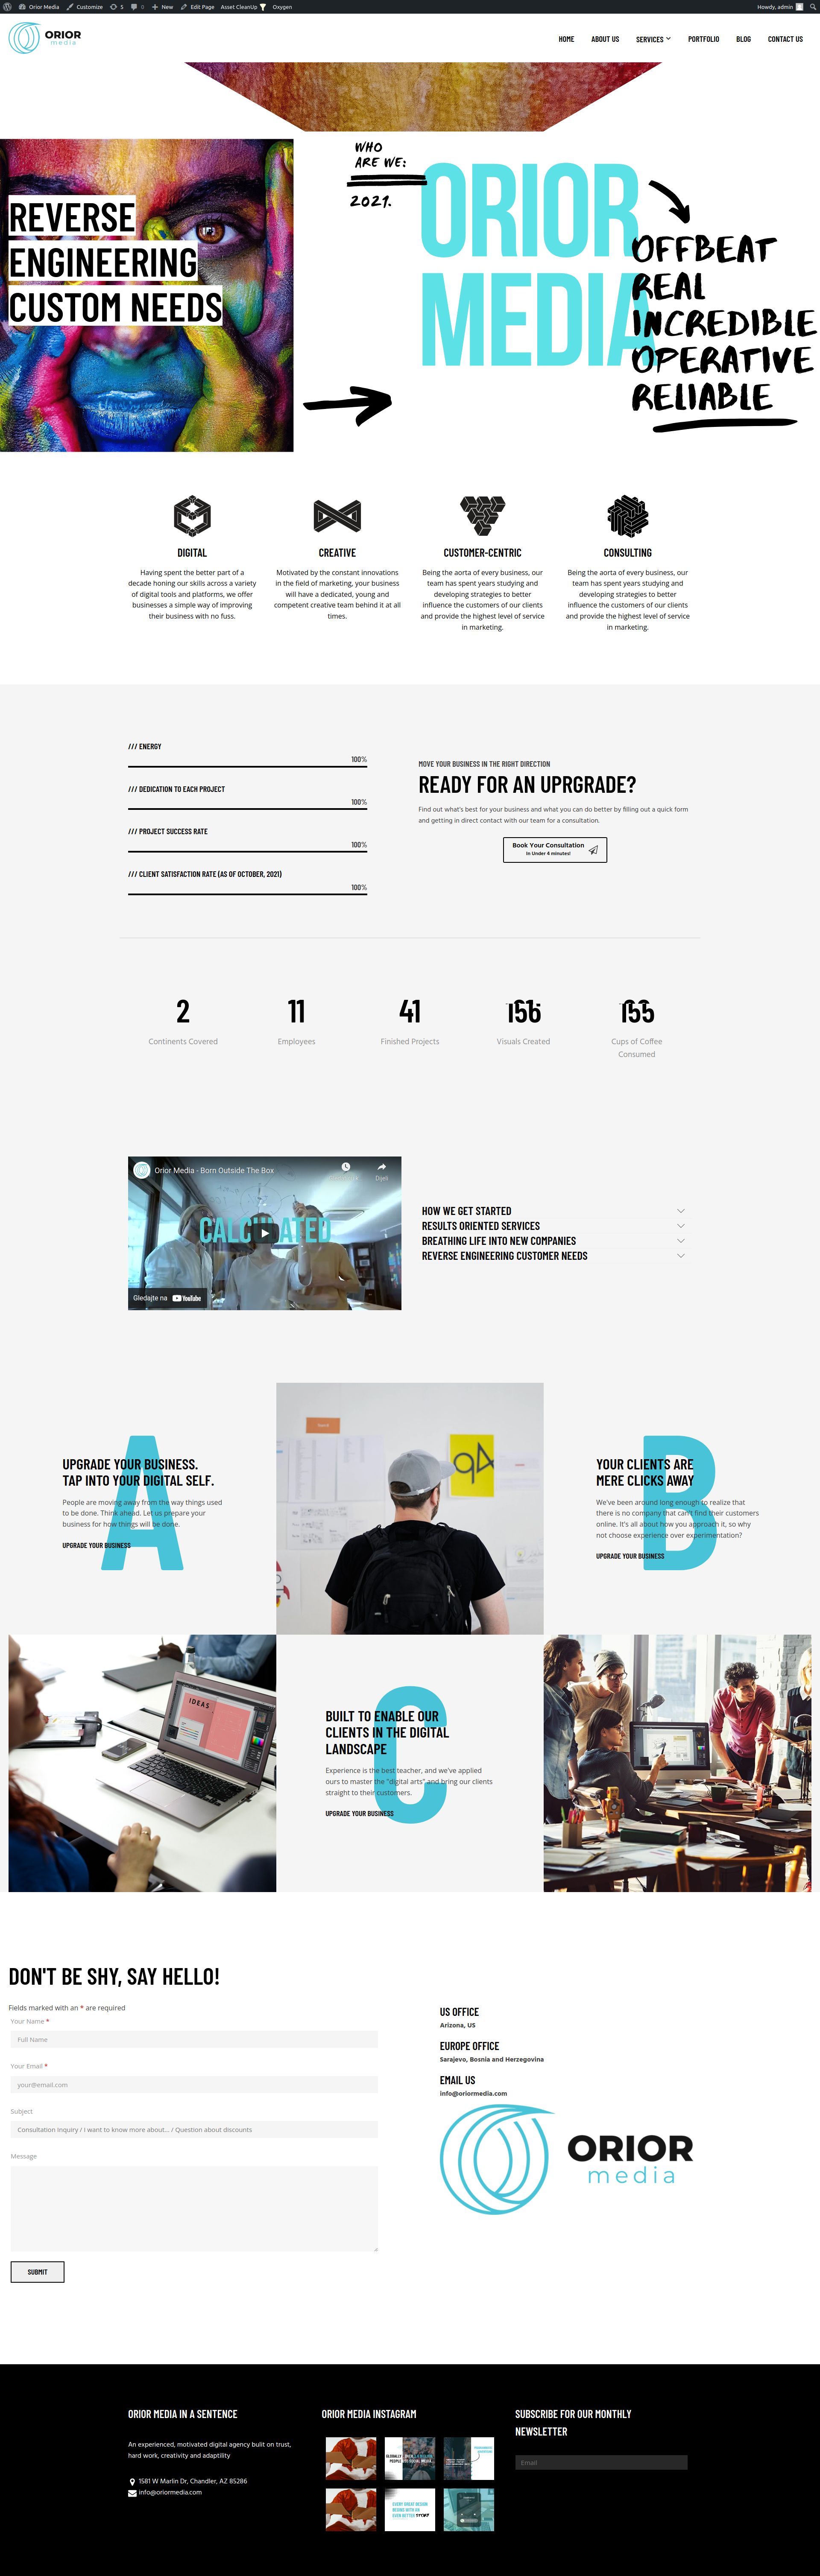 Orior Media Customize 5 0 New Edit Page Asset CleanUp Oxygen Howdy, admin
ORIOR
media
HOME ABOUT US SERVICES PORTFOLIO BLOG CONTACT US
REVERSE
ENGINEERING
CUSTOM NEEDS
WHO
ARE WE:
2021.
ORIOR
MEDIA
OFFBEAT
REAL
INCREDIBLE
OPERATIVE
RELIABLE
DIGITAL
Having spent the better part of a
decade honing our skills across a variety
of digital tools and platforms, we offer
businesses a simple way of improving
their business with no fuss.
CREATIVE
Motivated by the constant innovations
in the field of marketing, your business
will have a dedicated, young and
competent creative team behind it at all
times.
CUSTOMER-CENTRIC
Being the aorta of every business, our
team has spent years studying and
developing strategies to better
influence the customers of our clients
and provide the highest level of service
in marketing.
CONSULTING
Being the aorta of every business, our
team has spent years studying and
developing strategies to better
influence the customers of our clients
and provide the highest level of service
in marketing.
/// ENERGY
100%
/// DEDICATION TO EACH PROJECT
100%
/// PROJECT SUCCESS RATE
100%
/// CLIENT SATISFACTION RATE (AS OF OCTOBER, 2021)
100%
MOVE YOUR BUSINESS IN THE RIGHT DIRECTION
READY FOR AN UPRGRADE?
Find out what's best for your business and what you can do better by filling out a quick form
and getting in direct contact with our team for a consultation.
Book Your Consultation
In Under 4 minutes!
2
Continents Covered
11
Employees
41
Finished Projects
Visuals Created
Cups of Coffee
Consumed
Orior Media - Born Outside The Box
Dijeli
Gledajte na YouTube
HOW WE GET STARTED
RESULTS ORIENTED SERVICES
BREATHING LIFE INTO NEW COMPANIES
REVERSE ENGINEERING CUSTOMER NEEDS
A
UPGRADE YOUR BUSINESS.
TAP INTO YOUR DIGITAL SELF.
People are moving away from the way things used
to be done. Think ahead. Let us prepare your
business for how things will be done.
UPGRADE YOUR BUSINESS
B
YOUR CLIENTS ARE
MERE CLICKS AWAY
We've been around long enough to realize that
there is no company that can't find their customers
online. It's all about how you approach it, so why
not choose experience over experimentation?
UPGRADE YOUR BUSINESS
IDEAS
C
BUILT TO ENABLE OUR
CLIENTS IN THE DIGITAL
LANDSCAPE
Experience is the best teacher, and we've applied
ours to master the "digital arts" and bring our clients
straight to their customers.
UPGRADE YOUR BUSINESS
DON'T BE SHY, SAY HELLO!
Fields marked with an * are required
Your Name *
Full Name
Your Email *
your@email.com
Subject
Consultation Inquiry / I want to know more about... / Question about discounts
Message
SUBMIT
US OFFICE
Arizona, US
EUROPE OFFICE
Sarajevo, Bosnia and Herzegovina
EMAIL US
info@oriormedia.com
ORIOR
media
ORIOR MEDIA IN A SENTENCE
An experienced, motivated digital agency bulit on trust,
hard work, creativity and adaptility
1581 W Marlin Dr, Chandler, AZ 85286
info@oriormedia.com
ORIOR MEDIA INSTAGRAM
EVERY GREAT DESIGN
BEGINS WITH AN
EVEN BETTER STORY
SUBSCRIBE FOR OUR MONTHLY
NEWSLETTER
Email